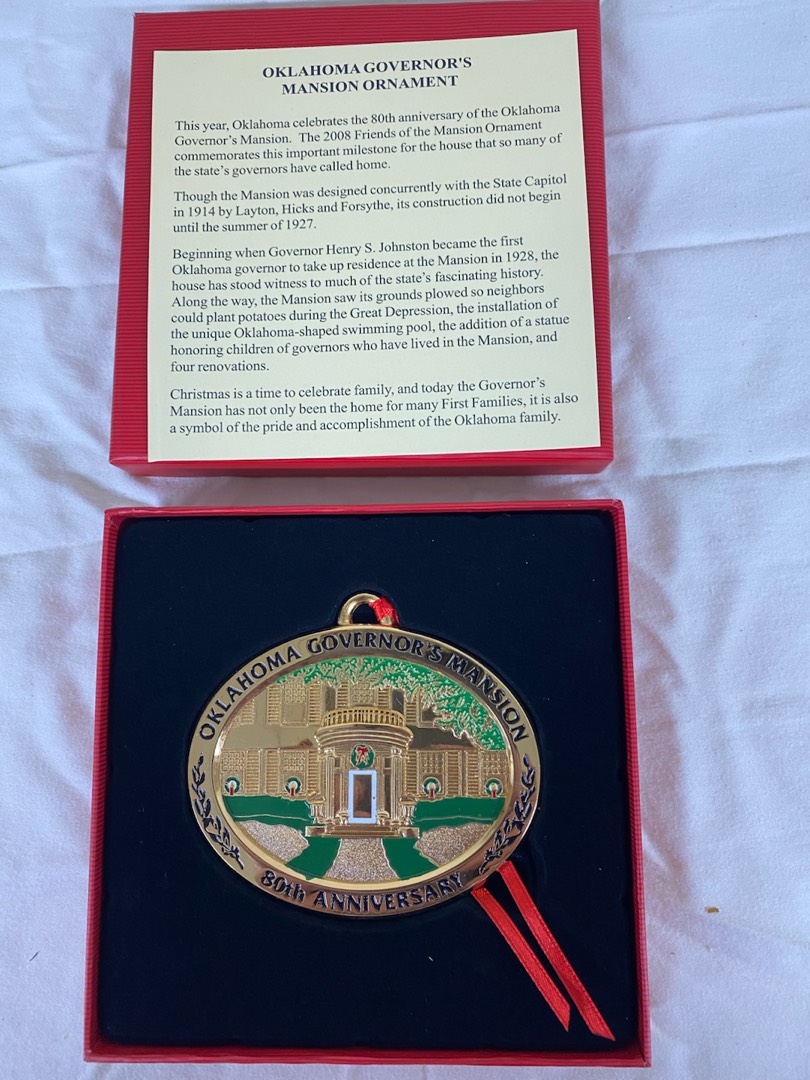 OKLAHOMA GOVERNOR'S
MANSION ORNAMENT
This year, Oklahoma celebrates the 80th anniversary of the Oklahoma
Governor's Mansion. The 2008 Friends of the Mansion Ornament
commemorates this important milestone for the house that so many of
the state's governors have called home.
Though the Mansion was designed concurrently with the State Capitol
in 1914 by Layton, Hicks and Forsythe, its construction did not begin
until the summer of 1927.
Beginning when Governor Henry S. Johnston became the first
Oklahoma governor to take up residence at the Mansion in 1928, the
house has stood witness to much of the state's fascinating history.
Along the way, the Mansion saw its grounds plowed so neighbors
could plant potatoes during the Great Depression, the installation of
the unique Oklahoma-shaped swimming pool, the addition of a statue
honoring children of governors who have lived in the Mansion, and
four renovations.
Christmas is a time to celebrate family, and today the Governor's
Mansion has not only been the home for many First Families, it is also
a symbol of the pride and accomplishment of the Oklahoma family.
OKLAHOMA GOVERNOR'S MANSION
80th ANNIVERSARY